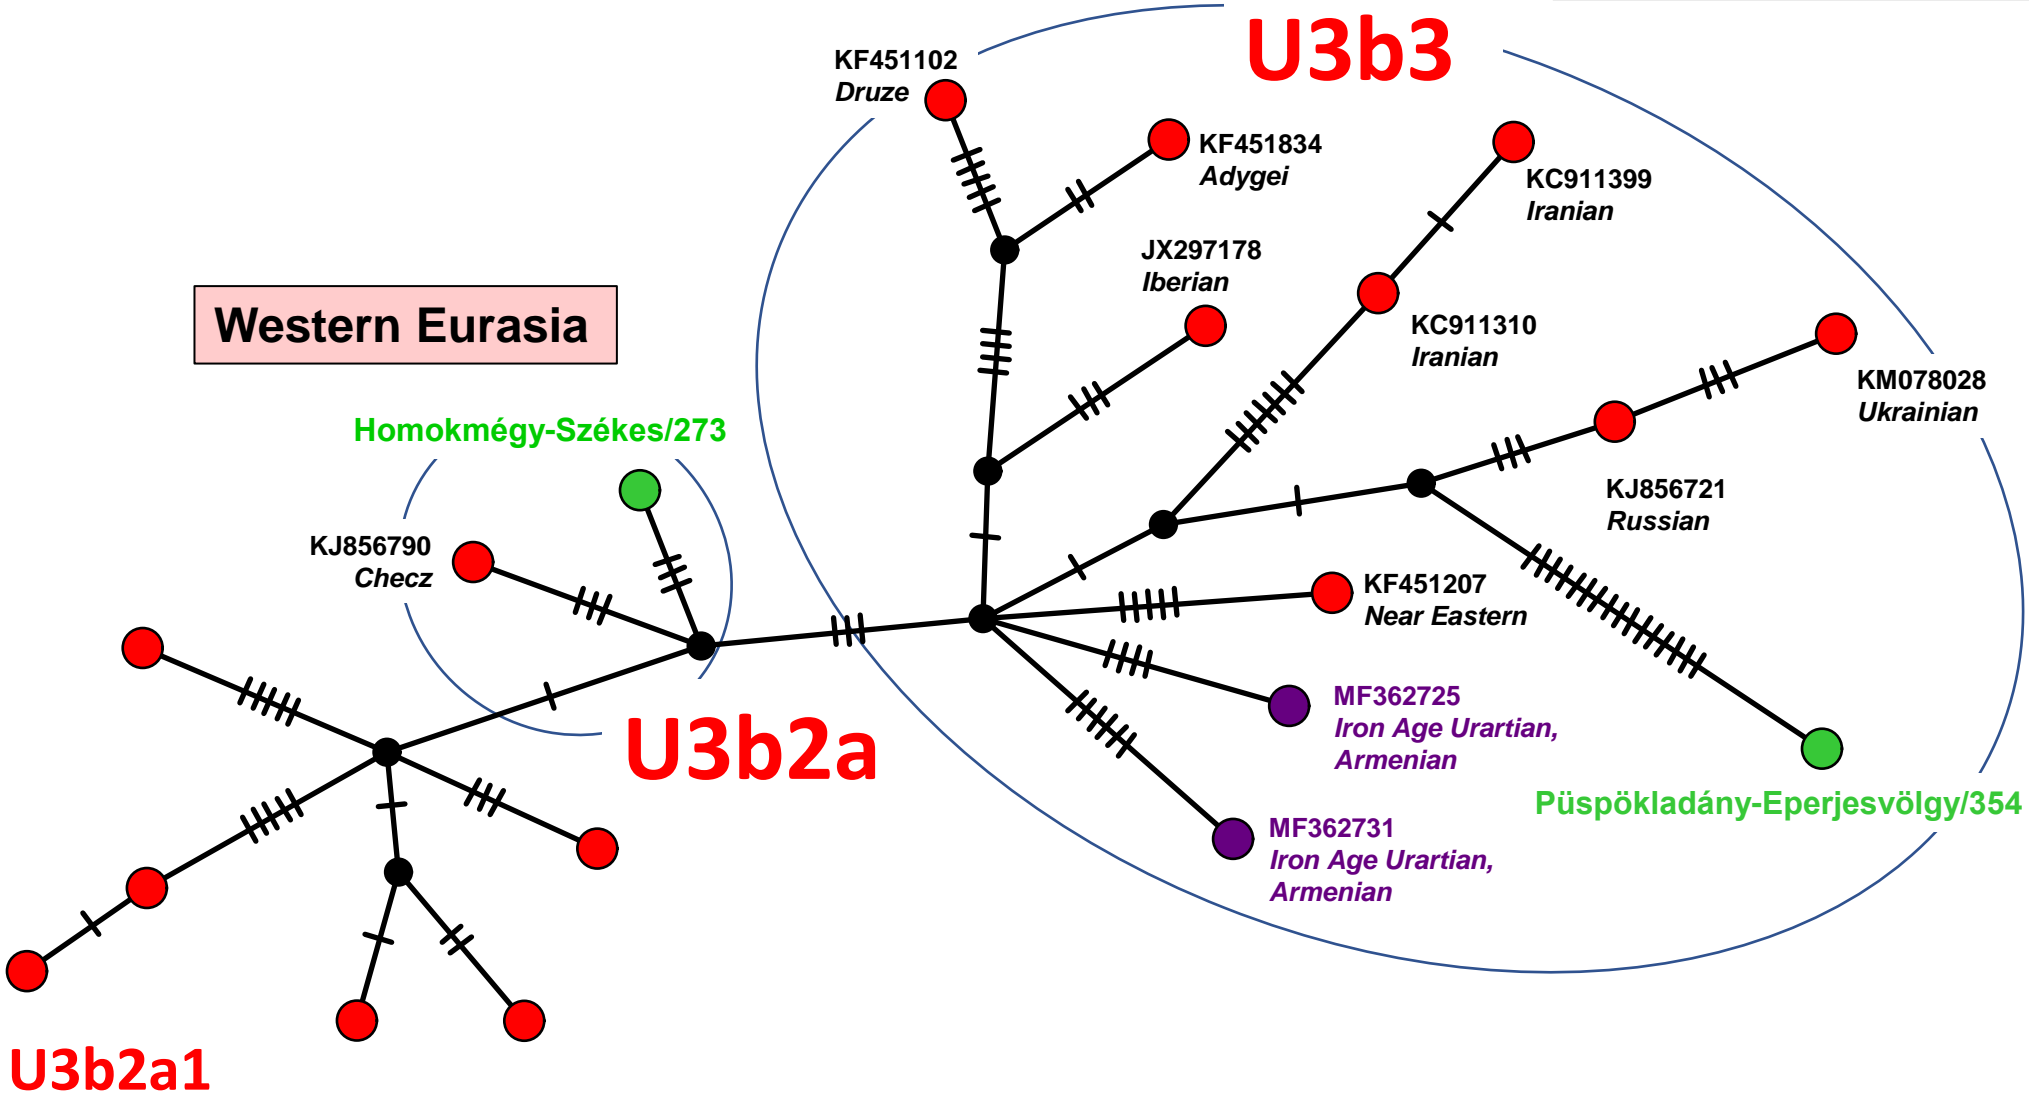 U3b3
KF451102
Druze
KF451834
Adygei
KC911399
Iranian
JX297178
Iberian
Western Eurasia
KC911310
Iranian
KM078028
Ukrainian
Homokmégy-Székes/273
KJ856721
Russian
KJ856790
Checz
KF451207
Near Eastern
MF362725
Iron Age Urartian,
Armenian
U3b2a
Püspökladány-Eperjesvölgy/354
MF362731
Iron Age Urartian,
Armenian
U3b2a1